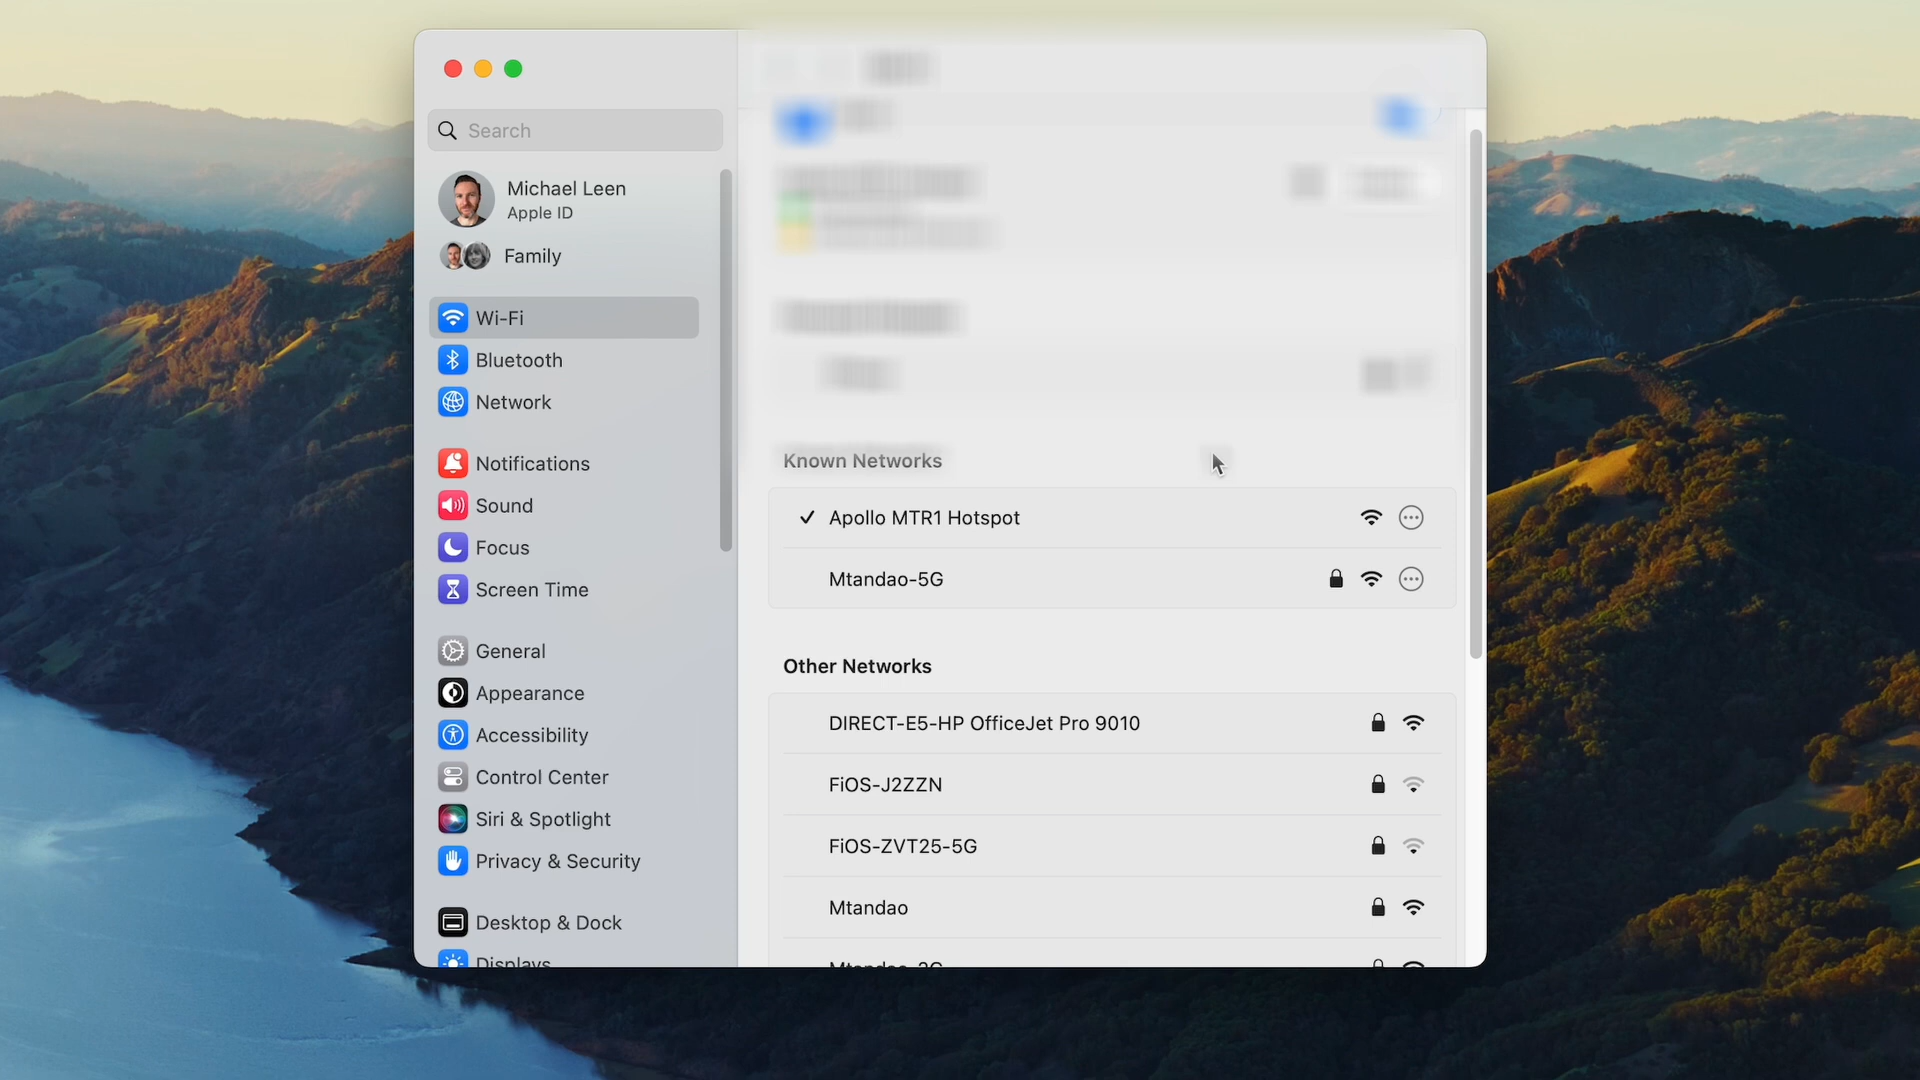 Search
Michael Leen
Apple ID
Family
Wi-Fi
Bluetooth
Network
Notifications
Sound
Focus
Screen Time
General
Appearance
Accessibility
Control Center
Siri & Spotlight
Privacy & Security
Desktop & Dock
Displays
Known Networks
Apollo MTR1 Hotspot
Mtandao-5G
Other Networks
DIRECT-E5-HP OfficeJet Pro 9010
FiOS-J2ZZN
FiOS-ZVT25-5G
Mtandao